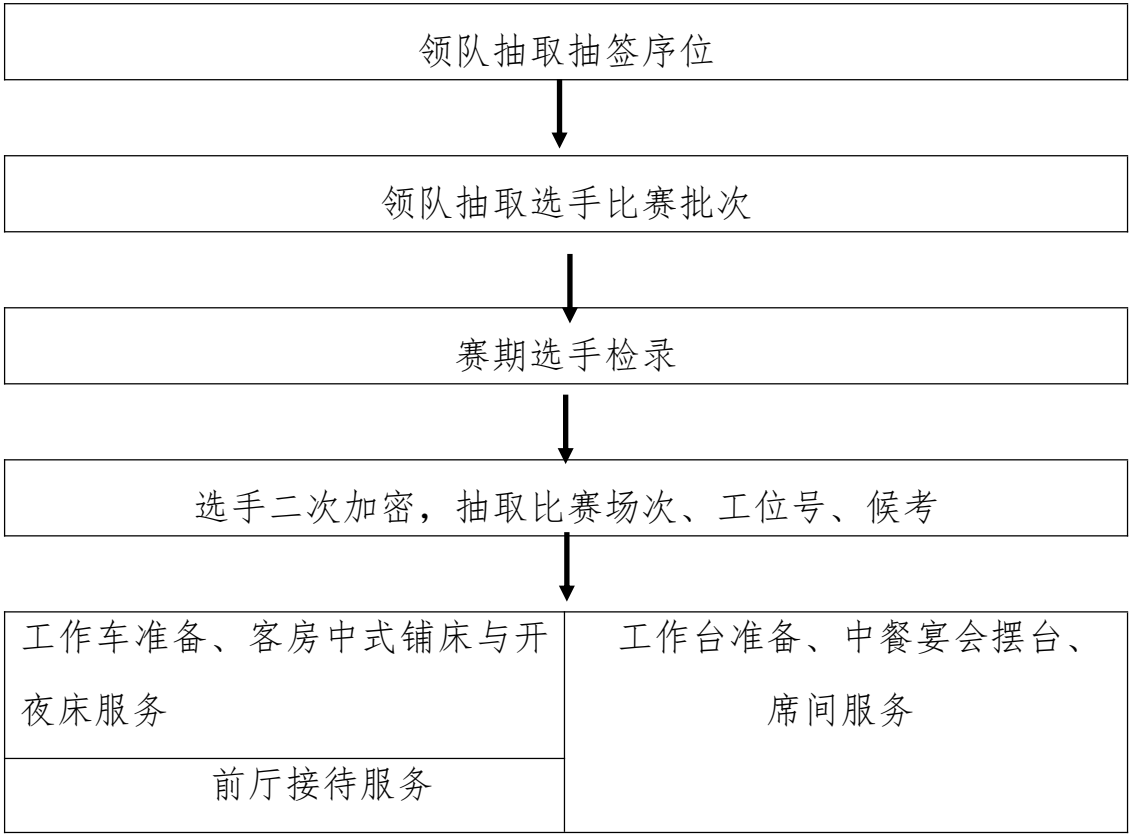 领队抽取抽签序位
领队抽取选手比赛批次
赛期选手检录
选手二次加密，抽取比赛场次、工位号、候考
工作车准备、客房中式铺床与开
夜床服务
前厅接待服务
工作台准备、中餐宴会摆台、
席间服务